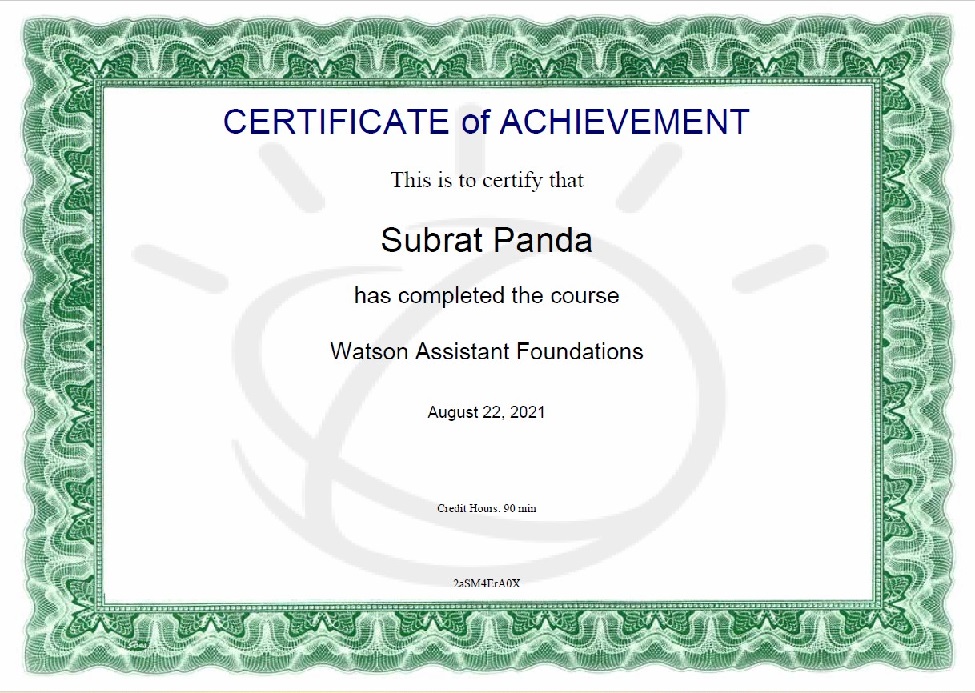 CERTIFICATE of ACHIEVEMENT
This is to certify that
Subrat Panda
has completed the course
Watson Assistant Foundations
August 22, 2021
Credit Hours: 90 min
2aSM4ErA0X